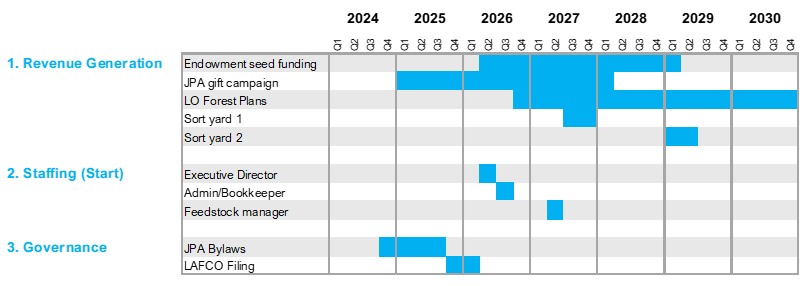 2024 2025 2026 2027 2028 2029 2030
Q1 Q2 Q3 Q4 Q1 Q2 Q3 Q4 Q1 Q2 Q3 Q4 Q1 Q2 Q3 Q4 Q1 Q2 Q3 Q4 Q1 Q2 Q3 Q4 Q1 Q2 Q3 Q4
1. Revenue Generation Endowment seed funding
JPA gift campaign
LO Forest Plans
Sort yard 1
Sort yard 2
2. Staffing (Start) Executive Director
Admin/Bookkeeper
Feedstock manager
3. Governance JPA Bylaws
LAFCO Filing